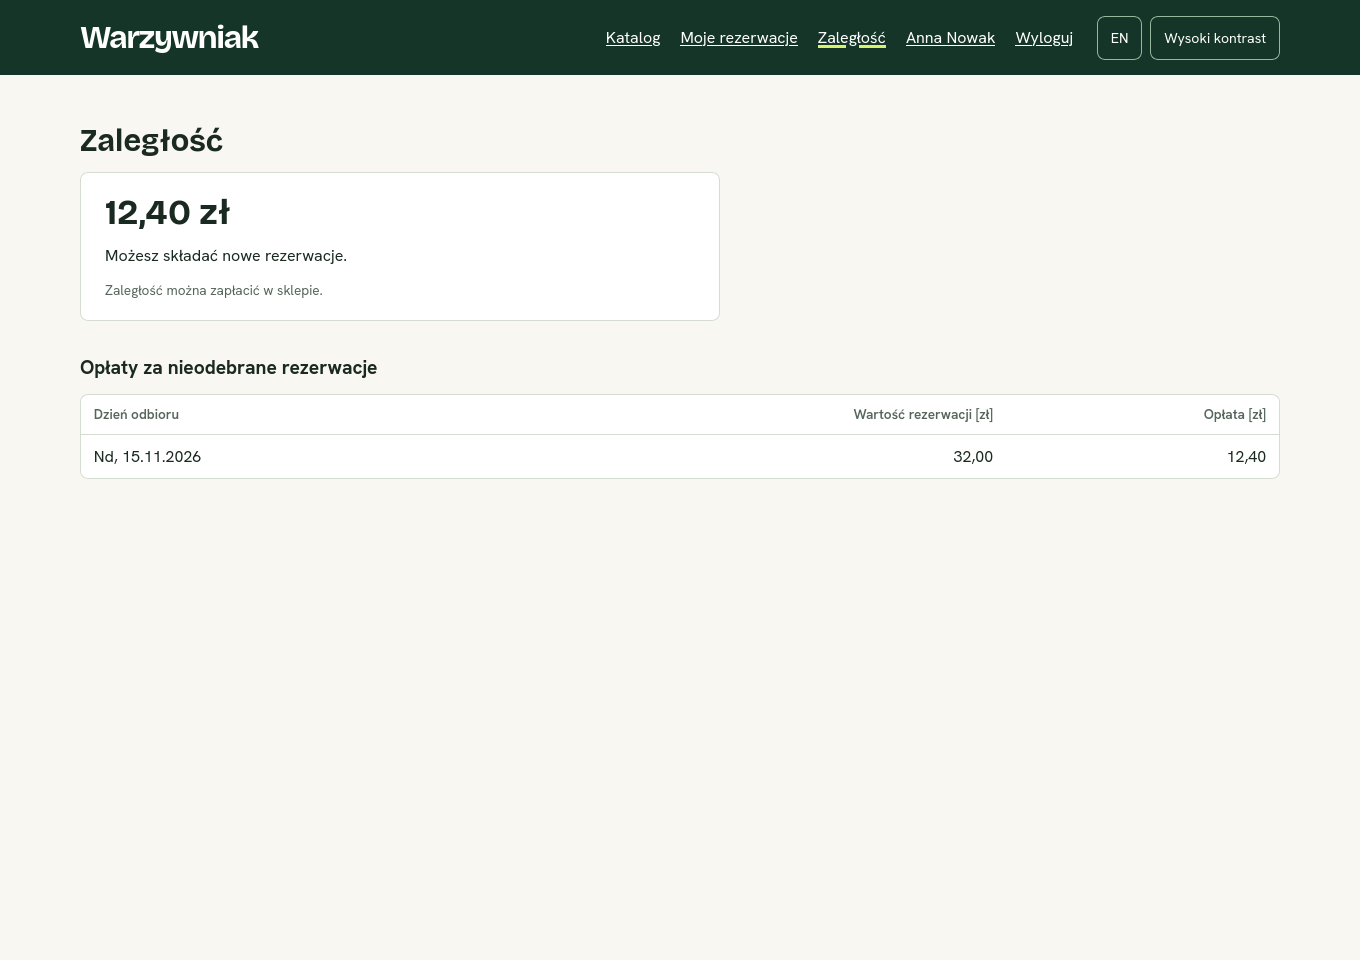 Warzywniak
Katalog Moje rezerwacje Zaległość Anna Nowak Wyloguj EN Wysoki kontrast
Zaległość
12,40 zł
Możesz składać nowe rezerwacje.
Zaległość można zapłacić w sklepie.
Opłaty za nieodebrane rezerwacje
Dzień odbioru Wartość rezerwacji [zł] Opłata [zł]
Nd, 15.11.2026 32,00 12,40